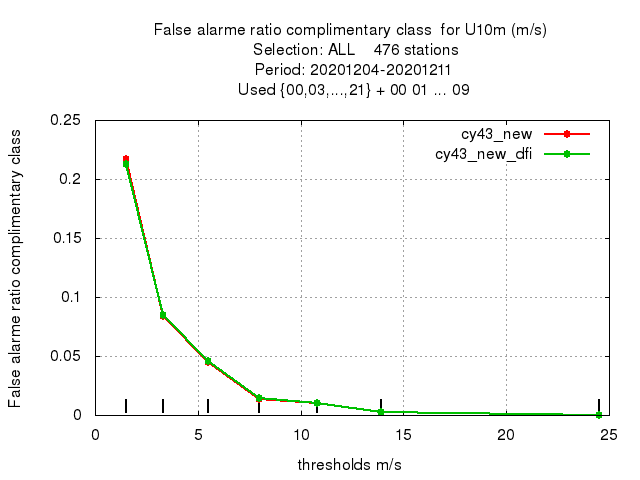 False alarme ratio complimentary class  for U10m (m/s)
Selection: ALL    476 stations
Period: 20201204-20201211
Used {00,03,...,21} + 00 01 ... 09
cy43_new
cy43_new_dfi
False alarme ratio complimentary class
0.25
0.2
0.15
0.1
0.05
0
0 5 10 15 20 25
thresholds m/s